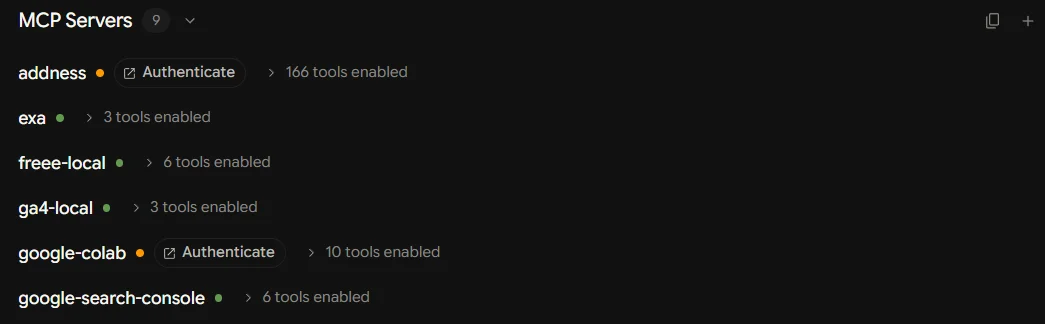 MCP Servers 9
addness Authenticate 166 tools enabled
exa 3 tools enabled
freee-local 6 tools enabled
ga4-local 3 tools enabled
google-colab Authenticate 10 tools enabled
google-search-console 6 tools enabled